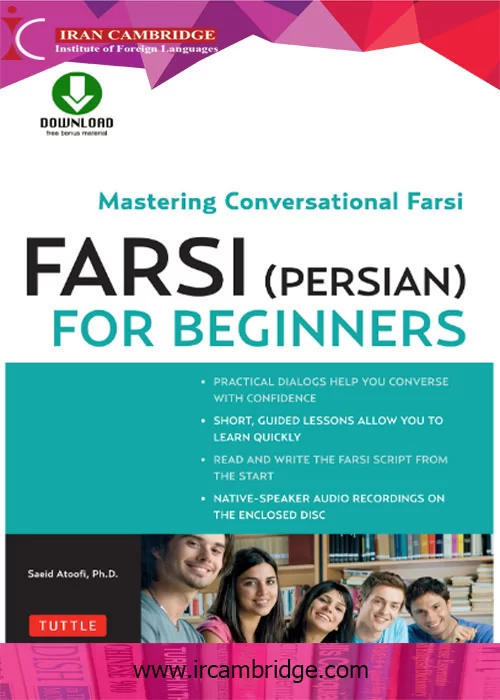 IRAN CAMBRIDGE
Institute of Foreign Languages
DOWNLOAD
free bonus material
Mastering Conversational Farsi
FARSI (PERSIAN)
FOR BEGINNERS
• PRACTICAL DIALOGS HELP YOU CONVERSE
WITH CONFIDENCE
• SHORT, GUIDED LESSONS ALLOW YOU TO
LEARN QUICKLY
• READ AND WRITE THE FARSI SCRIPT FROM
THE START
• NATIVE-SPEAKER AUDIO RECORDINGS ON
THE ENCLOSED DISC
Saeid Atoofi, Ph.D.
TUTTLE
www.ircambridge.com